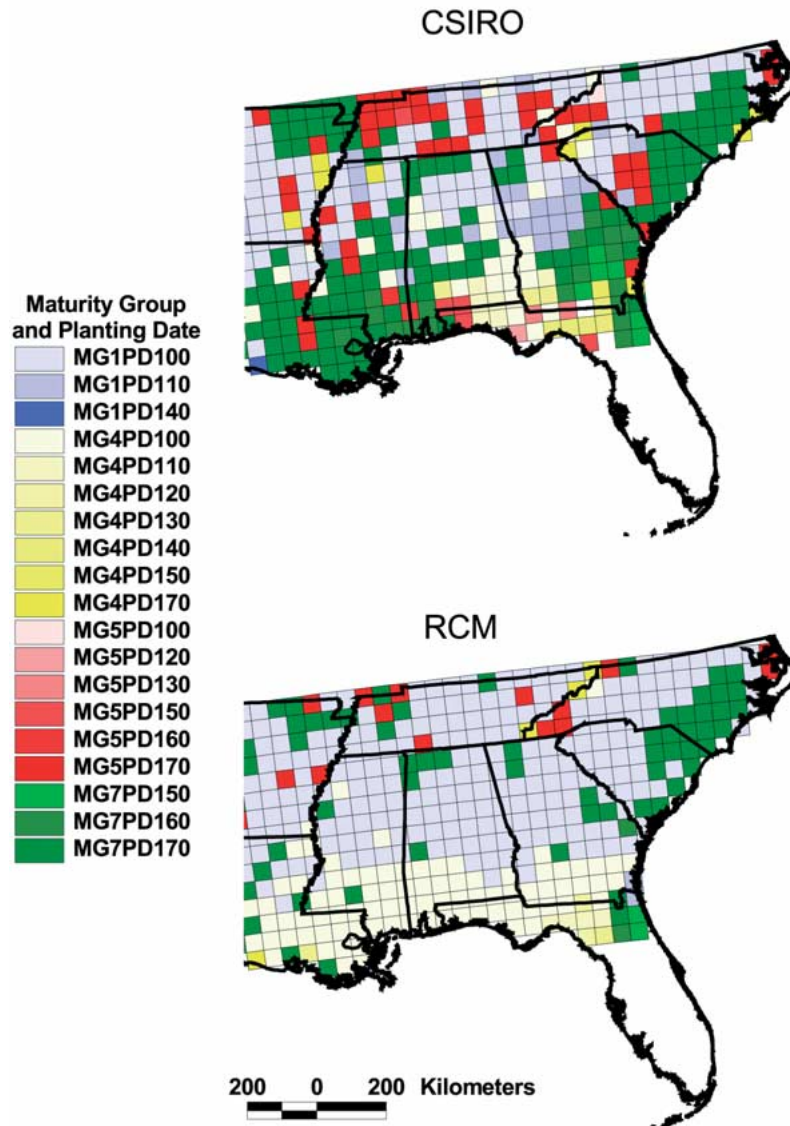 CSIRO
Maturity Group
and Planting Date
MG1PD100
MG1PD110
MG1PD140
MG4PD100
MG4PD110
MG4PD120
MG4PD130
MG4PD140
MG4PD150
MG4PD170
MG5PD100
MG5PD120
MG5PD130
MG5PD150
MG5PD160
MG5PD170
MG7PD150
MG7PD160
MG7PD170
RCM
200 0 200 Kilometers